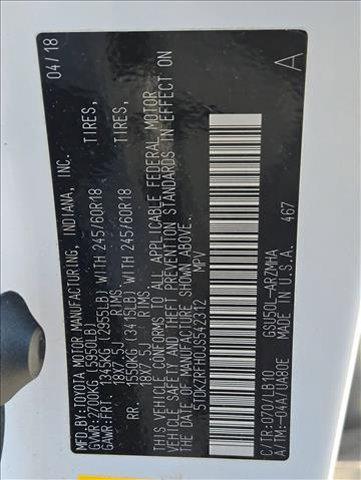 MFD. BY: TOYOTA MOTOR MANUFACTURING, INDIANA, INC. 04/18
GVWR: 2700KG (5950LB)
GAWR: FRT. 1345KG (2955LB) WITH 245/60R18 TIRES,
18X7.5J RIMS,
RR. 1550KG (3415LB) WITH 245/60R18 TIRES,
18X7.5J RIMS,
THIS VEHICLE CONFORMS TO ALL APPLICABLE FEDERAL MOTOR
VEHICLE SAFETY AND THEFT PREVENTION STANDARDS IN EFFECT ON
THE DATE OF MANUFACTURE SHOWN ABOVE.
5TDKZRFH0JS542312 MPV
C/TR: 070/LB10 GSU50L-ARZMHA
A/TM: -04A/UA80E MADE IN U.S.A. 467
A